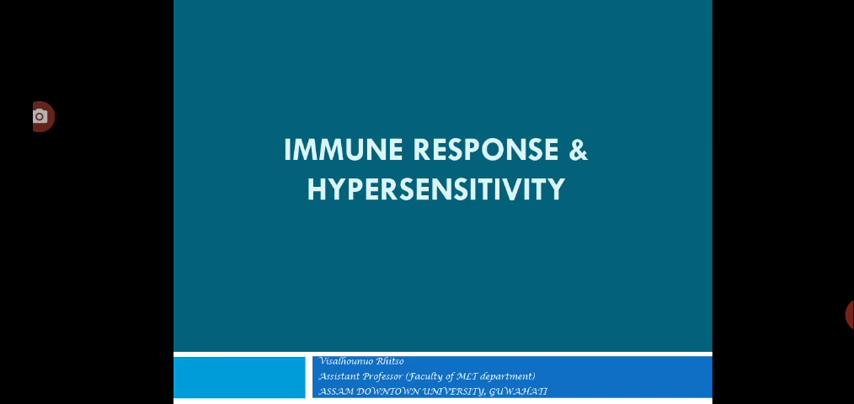 IMMUNE RESPONSE &
HYPERSENSITIVITY
Visalhounuo Rhitso
Assistant Professor (Faculty of MLT department)
ASSAM DOWNTOWN UNIVERSITY, GUWAHATI